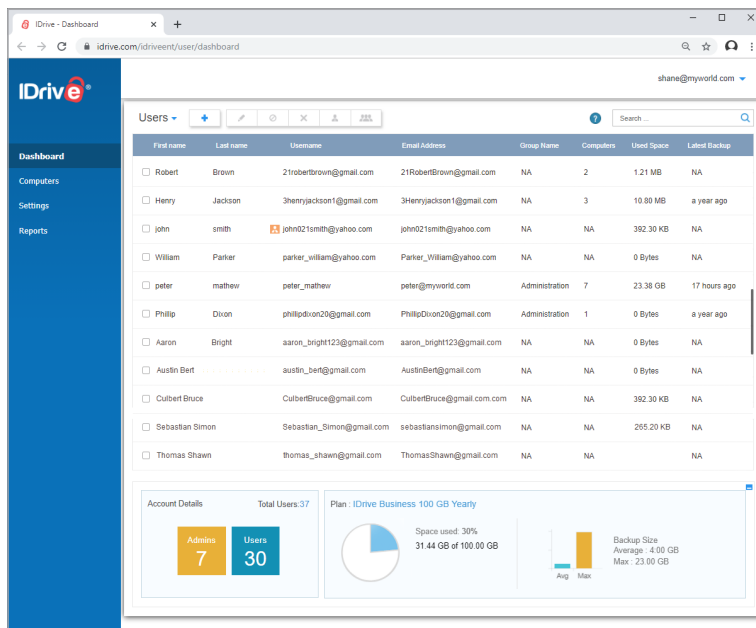 IDrive - Dashboard
idrive.com/idriveent/user/dashboard
IDrive®
shane@myworld.com
Dashboard
Computers
Settings
Reports
Users
?
Search ...
First name Last name Username Email Address Group Name Computers Used Space Latest Backup
Robert Brown 21robertbrown@gmail.com 21RobertBrown@gmail.com NA 2 1.21 MB NA
Henry Jackson 3henryjackson1@gmail.com 3Henryjackson1@gmail.com NA 3 10.80 MB a year ago
john smith john021smith@yahoo.com john021smith@yahoo.com NA NA 392.30 KB NA
William Parker parker_william@yahoo.com Parker_William@yahoo.com NA NA 0 Bytes NA
peter mathew peter_mathew peter@myworld.com Administration 7 23.38 GB 17 hours ago
Phillip Dixon phillipdixon20@gmail.com PhillipDixon20@gmail.com Administration 1 0 Bytes a year ago
Aaron Bright aaron_bright123@gmail.com aaron_bright123@gmail.com NA NA 0 Bytes NA
Austin Bert austin_bert@gmail.com AustinBert@gmail.com NA NA 0 Bytes NA
Culbert Bruce CulbertBruce@gmail.com CulbertBruce@gmail.com.com NA NA 392.30 KB NA
Sebastian Simon Sebastian_Simon@gmail.com sebastiansimon@gmail.com NA NA 265.20 KB NA
Thomas Shawn thomas_shawn@gmail.com ThomasShawn@gmail.com NA NA NA
Account Details Total Users:37
Admins
7
Users
30
Plan : IDrive Business 100 GB Yearly
Space used: 30%
31.44 GB of 100.00 GB
Avg Max
Backup Size
Average : 4:00 GB
Max : 23.00 GB